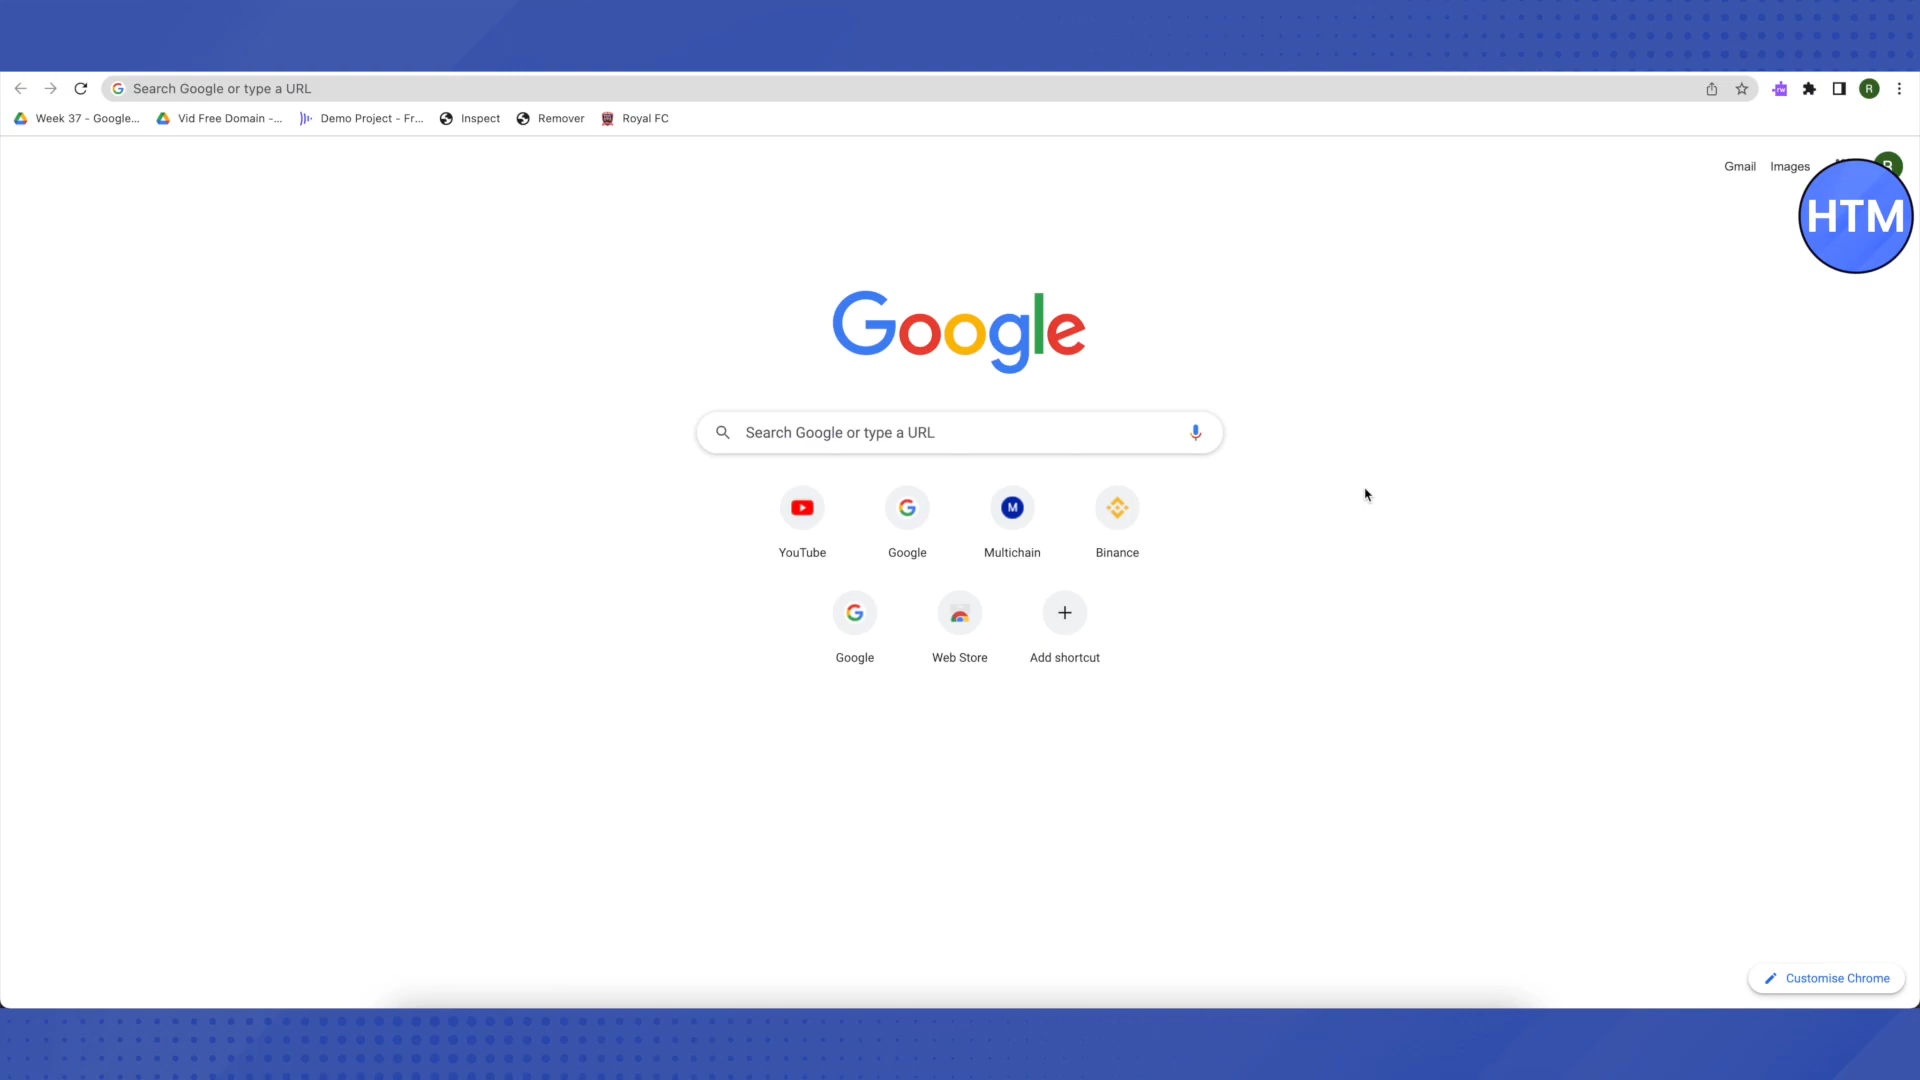 Search Google or type a URL
Week 37 - Google...
Vid Free Domain -...
Demo Project - Fr...
Inspect
Remover
Royal FC
R
Gmail
Images
R
HTM
Google
Search Google or type a URL
M
YouTube
Google
Multichain
Binance
Google
Web Store
Add shortcut
Customise Chrome